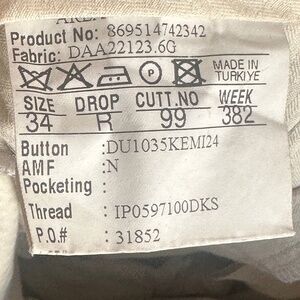 Product No: 869514742342
Fabric: DAA22123.6G
P
MADE IN
TURKIYE
SIZE DROP CUTT.NO WEEK
34 R 99 382
Button :DU1035KEMI24
AMF :N
Pocketing :
Thread : IP0597100DKS
P.O.# : 31852